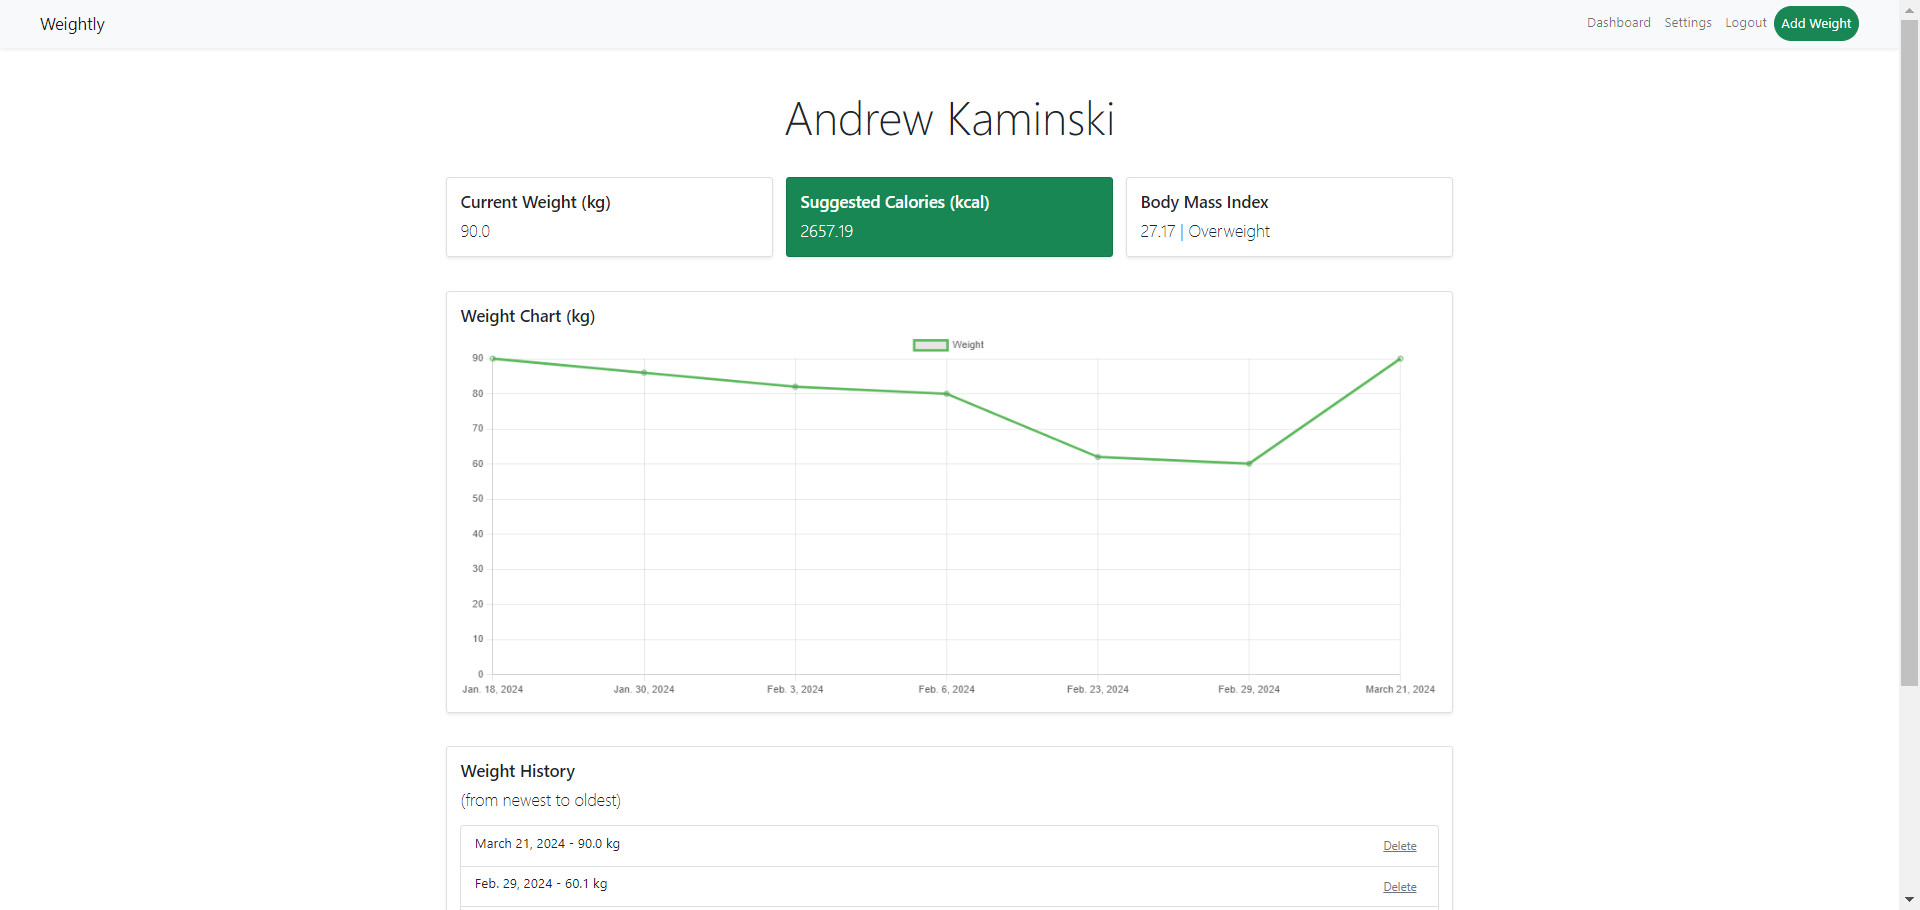 Weightly
Dashboard Settings Logout Add Weight
Andrew Kaminski
Current Weight (kg)
90.0
Suggested Calories (kcal)
2657.19
Body Mass Index
27.17 | Overweight
Weight Chart (kg)
Weight
90
80
70
60
50
40
30
20
10
0
Jan. 18, 2024 Jan. 30, 2024 Feb. 3, 2024 Feb. 6, 2024 Feb. 23, 2024 Feb. 29, 2024 March 21, 2024
Weight History
(from newest to oldest)
March 21, 2024 - 90.0 kg Delete
Feb. 29, 2024 - 60.1 kg Delete